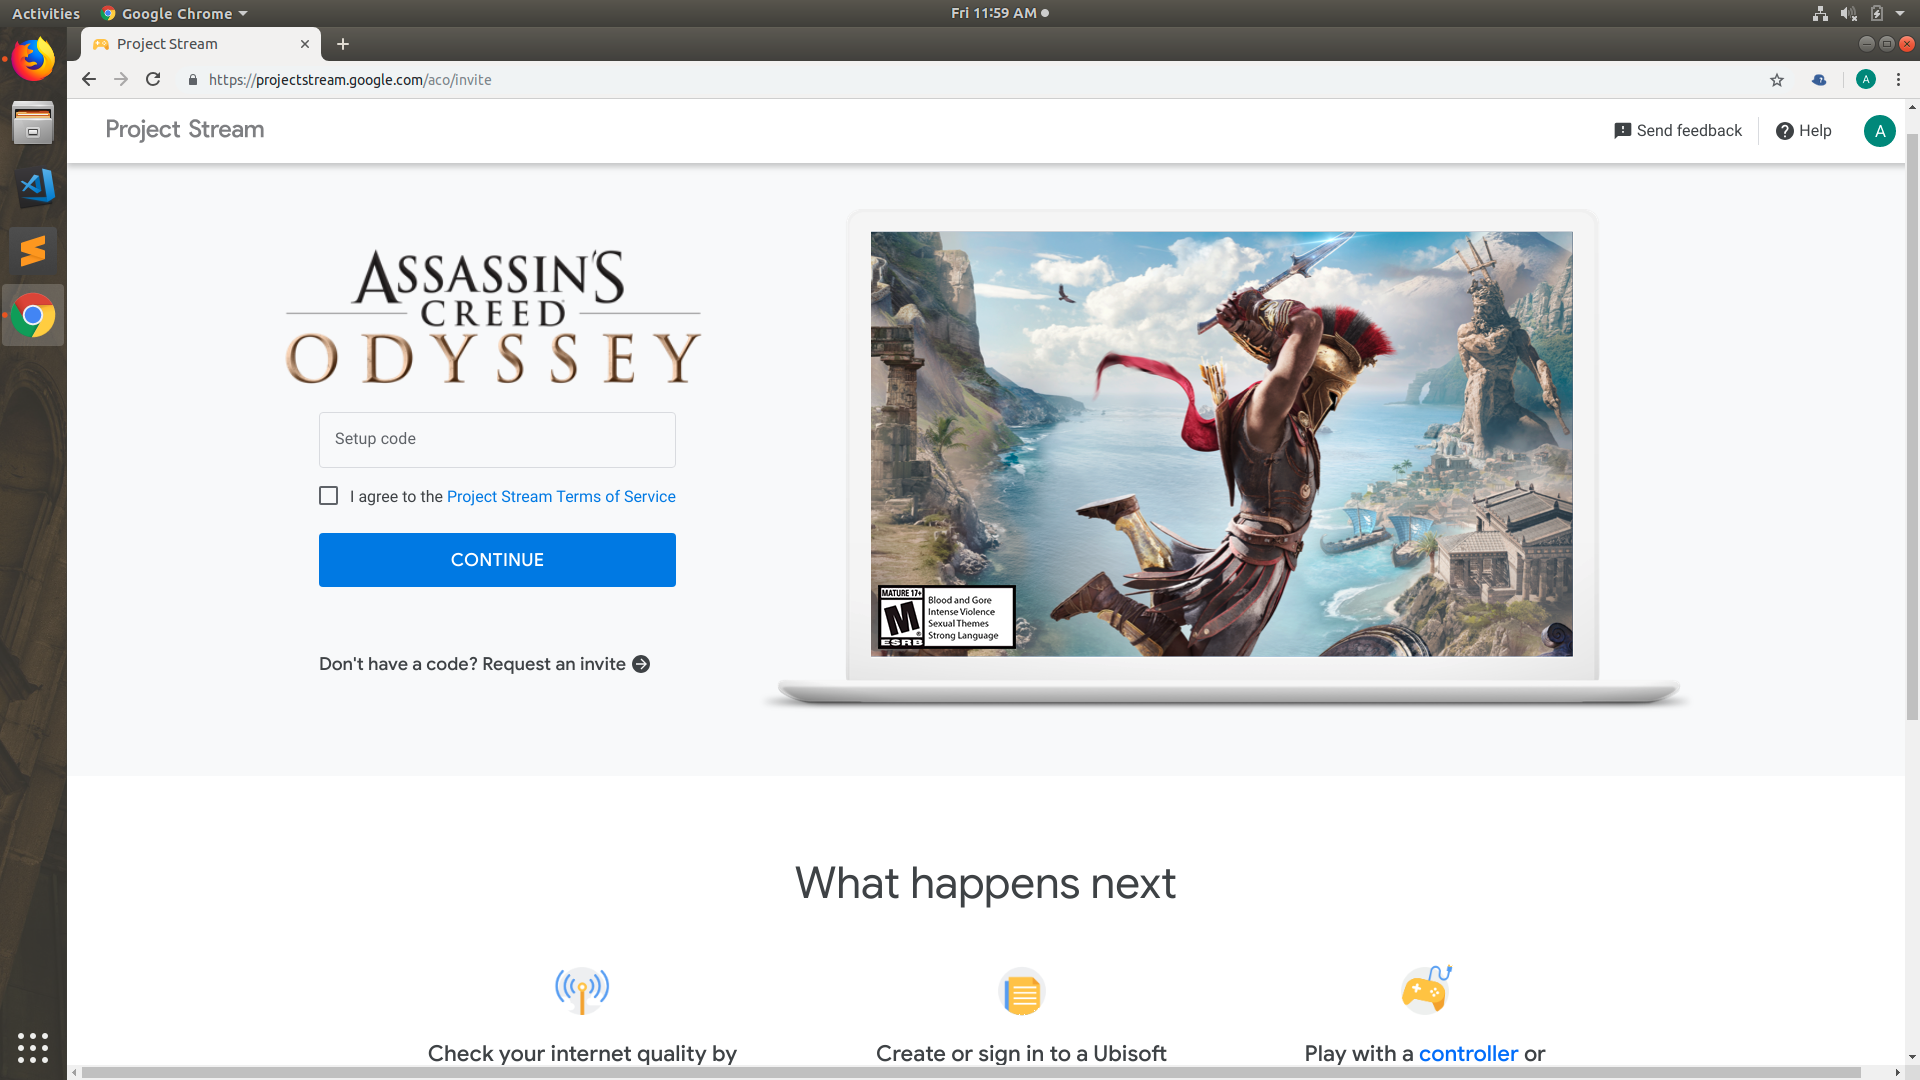 Activities
Google Chrome
Fri 11:59 AM
Project Stream
https://projectstream.google.com/aco/invite
A
Project Stream
Send feedback
Help
A
ASSASSIN'S
CREED
ODYSSEY
Setup code
I agree to the Project Stream Terms of Service
CONTINUE
Don't have a code? Request an invite
MATURE 17+
M
ESRB
Blood and Gore
Intense Violence
Sexual Themes
Strong Language
What happens next
Check your internet quality by
Create or sign in to a Ubisoft
Play with a controller or